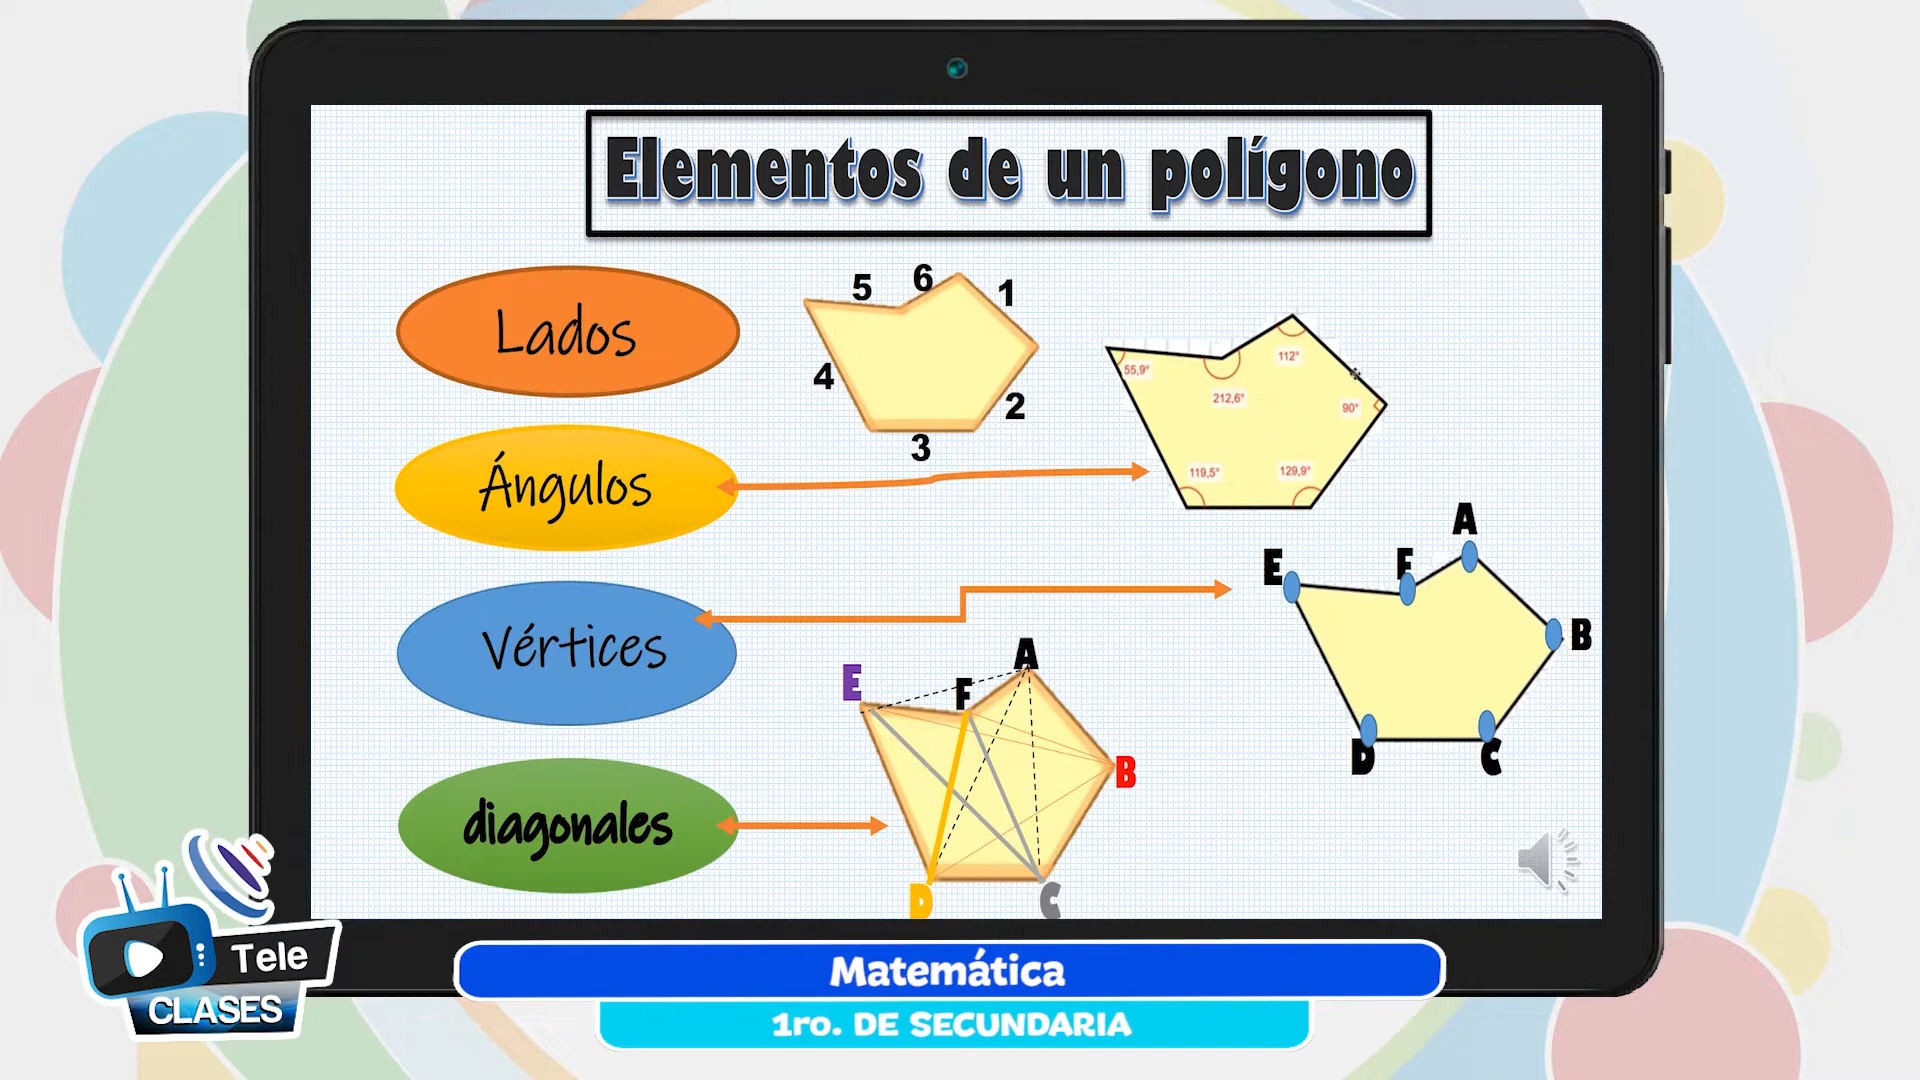 Elementos de un polígono
Lados
5
6
1
4
2
3
55,9°
212,6°
112°
90°
119,5°
129,9°
Ángulos
Vértices
A
E
F
B
D
C
diagonales
A
E
F
B
D
C
Tele
CLASES
Matemática
1ro. DE SECUNDARIA